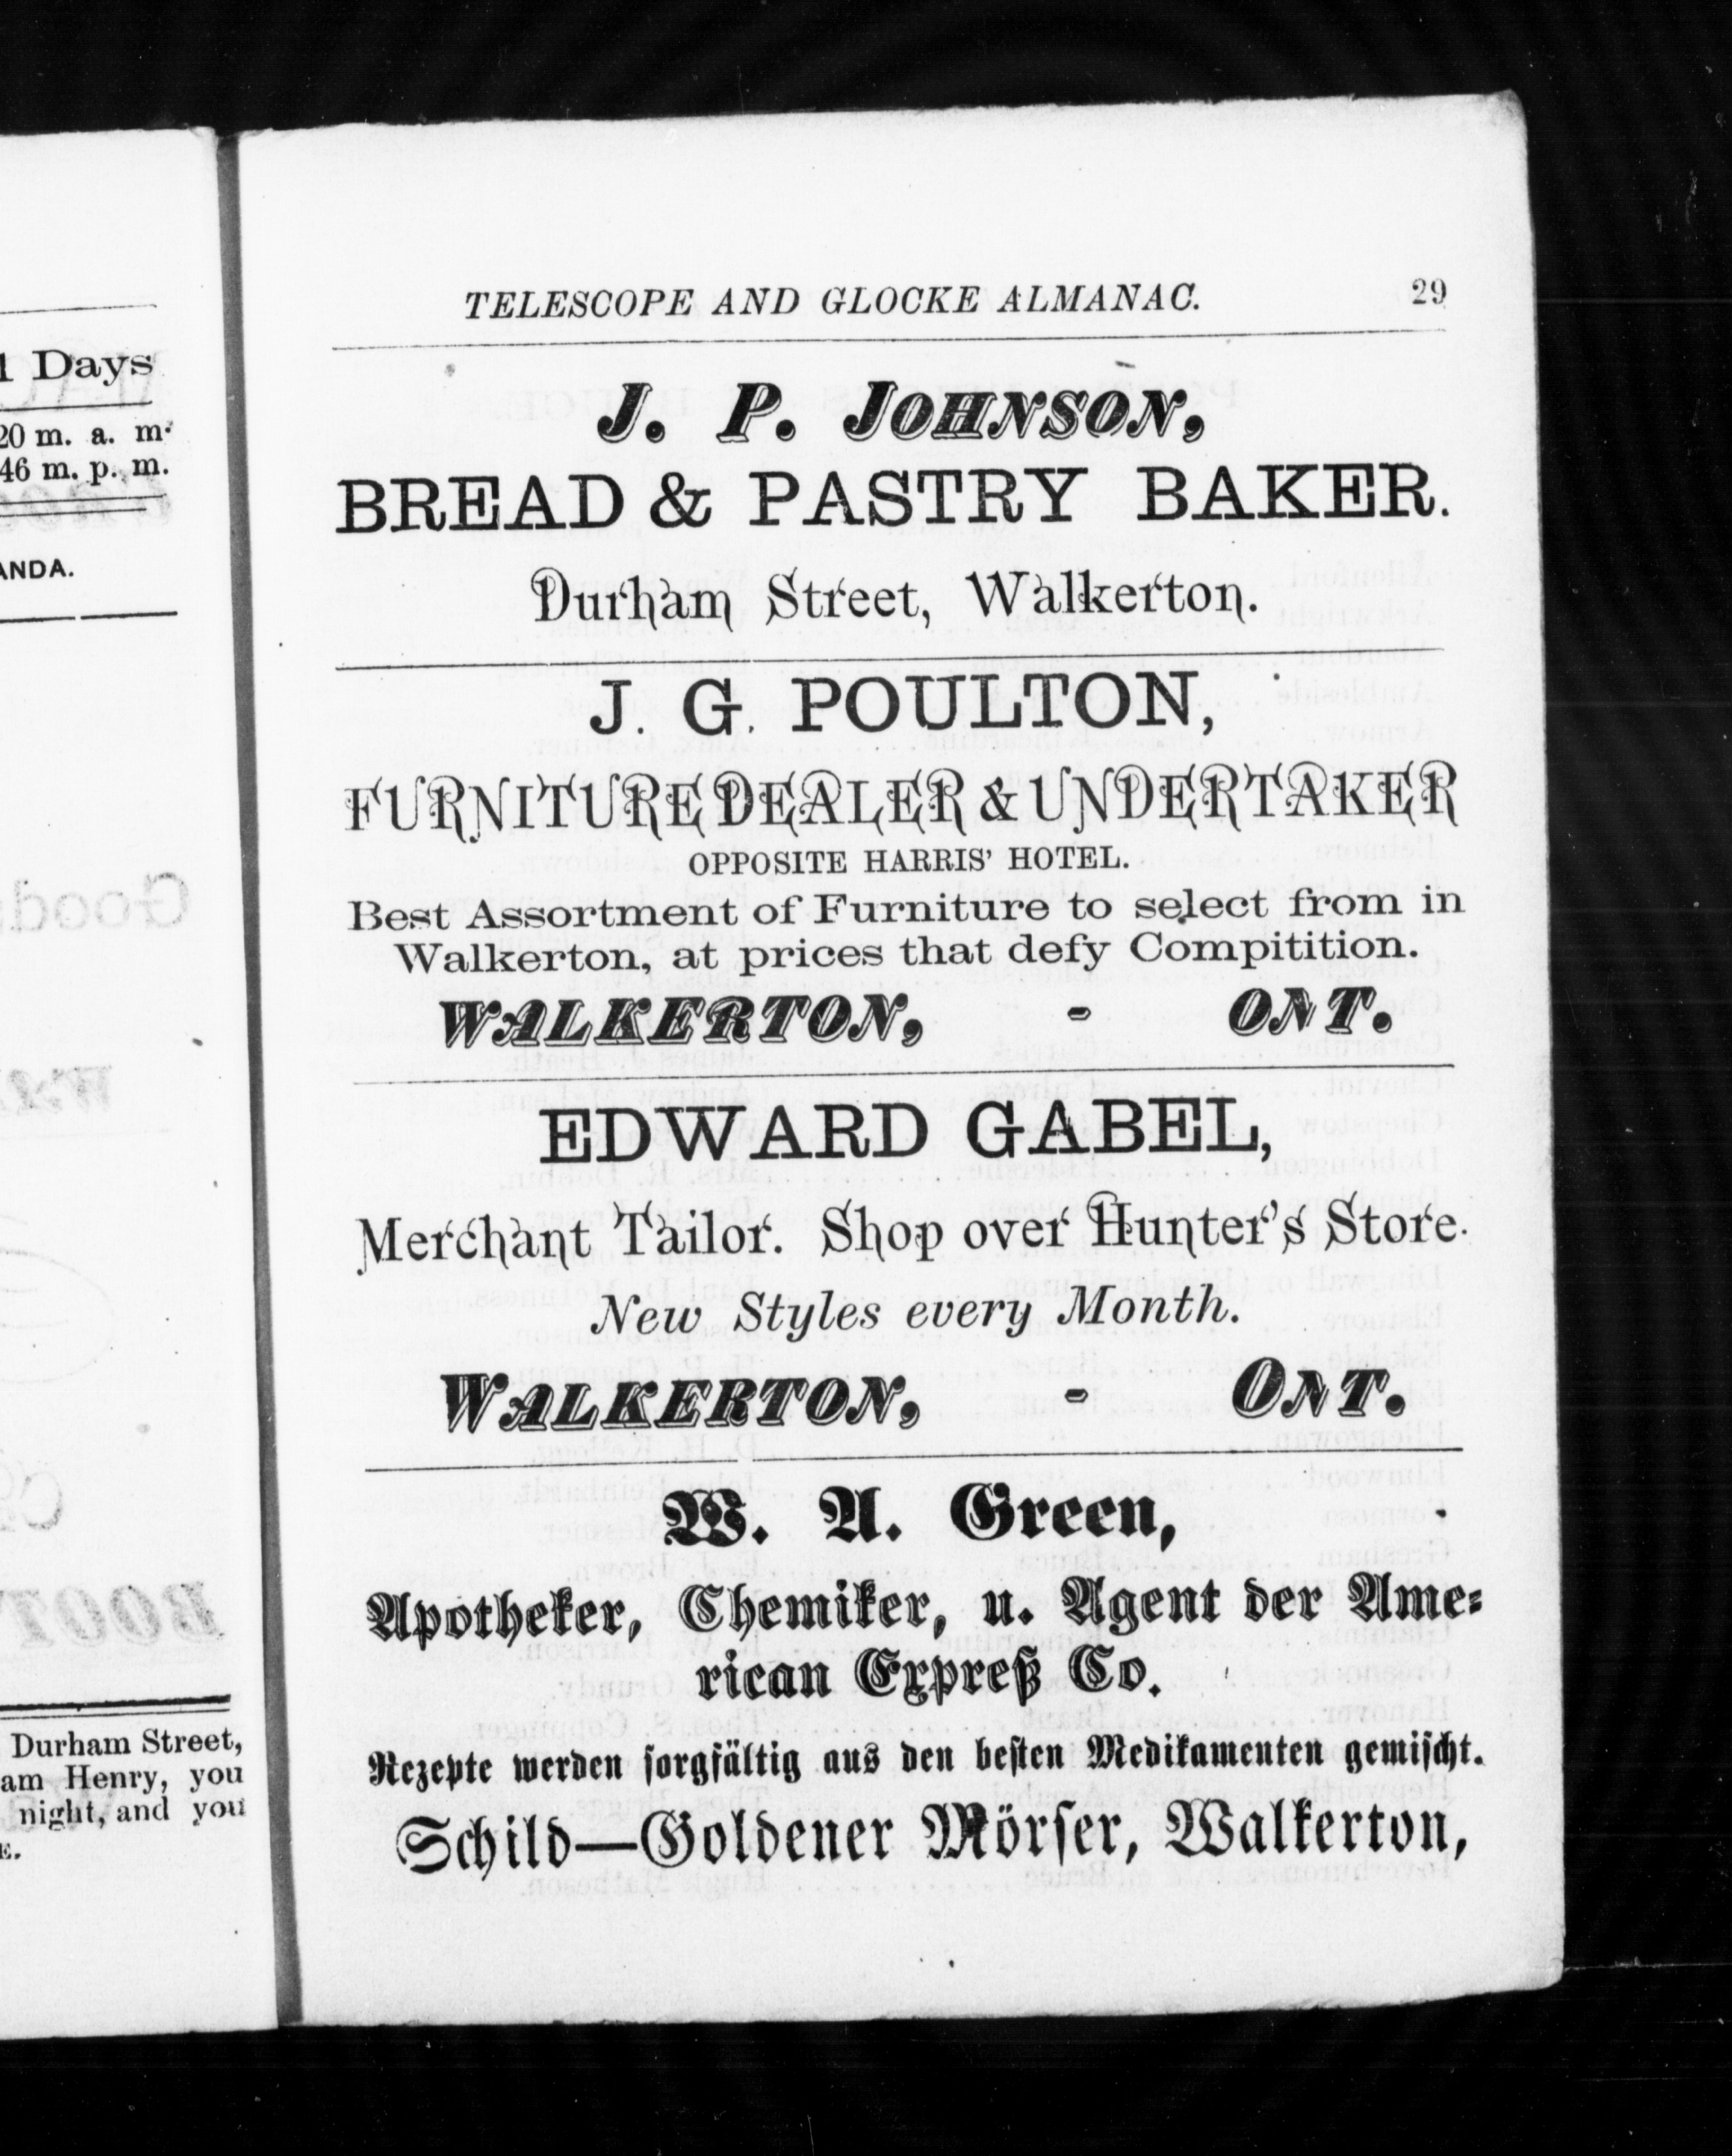 1 Days
20 m. a. m.
46 m. p. m.
ANDA.
Durham Street,
am Henry, you
night, and you
E.
TELESCOPE AND GLOCKE ALMANAC. 29
J. P. JOHNSON,
BREAD & PASTRY BAKER.
Durham Street, Walkerton.
J. G. POULTON,
FURNITURE DEALER & UNDERTAKER
OPPOSITE HARRIS' HOTEL.
Best Assortment of Furniture to select from in
Walkerton, at prices that defy Compitition.
WALKERTON, - ONT.
EDWARD GABEL,
Merchant Tailor. Shop over Hunter's Store.
New Styles every Month.
WALKERTON, - ONT.
W. A. Green,
Apotheker, Chemiker, u. Agent der Ame-
rican Expreß Co.
Rezepte werden sorgfältig aus den besten Medikamenten gemischt.
Schild—Goldener Mörser, Walkerton,